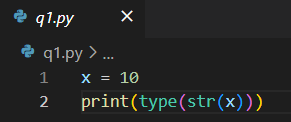 q1.py ×
q1.py > ...
1 x = 10
2 print(type(str(x)))